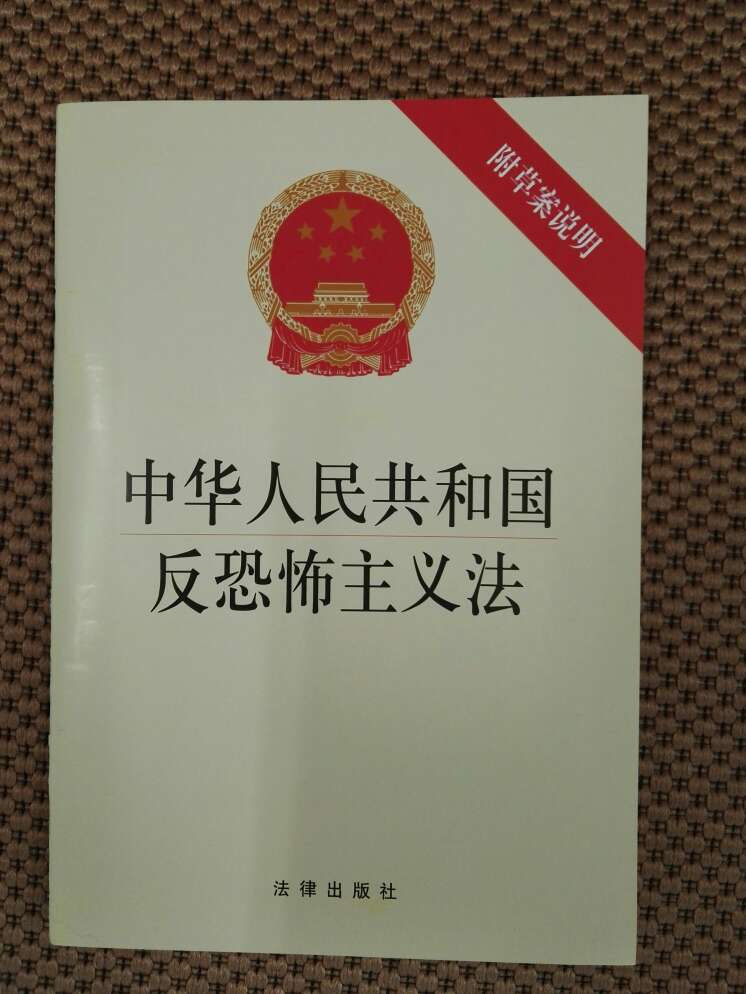 附草案说明
中华人民共和国
反恐怖主义法
法律出版社